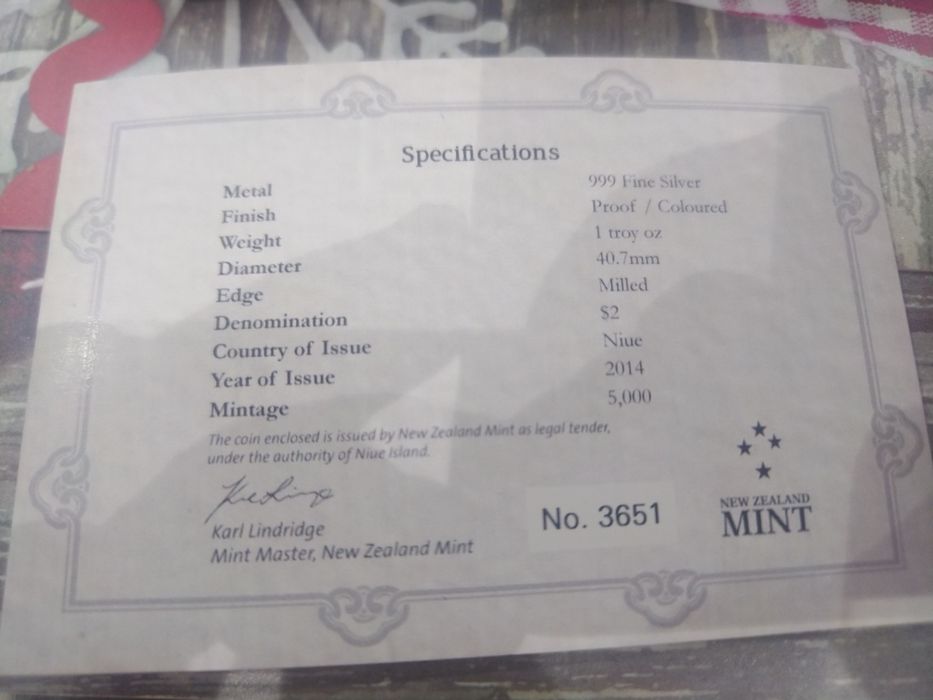 Specifications
Metal 999 Fine Silver
Finish Proof / Coloured
Weight 1 troy oz
Diameter 40.7mm
Edge Milled
Denomination $2
Country of Issue Niue
Year of Issue 2014
Mintage 5,000
The coin enclosed is issued by New Zealand Mint as legal tender,
under the authority of Niue Island.
Karl Lindridge
Mint Master, New Zealand Mint
No. 3651
NEW ZEALAND
MINT